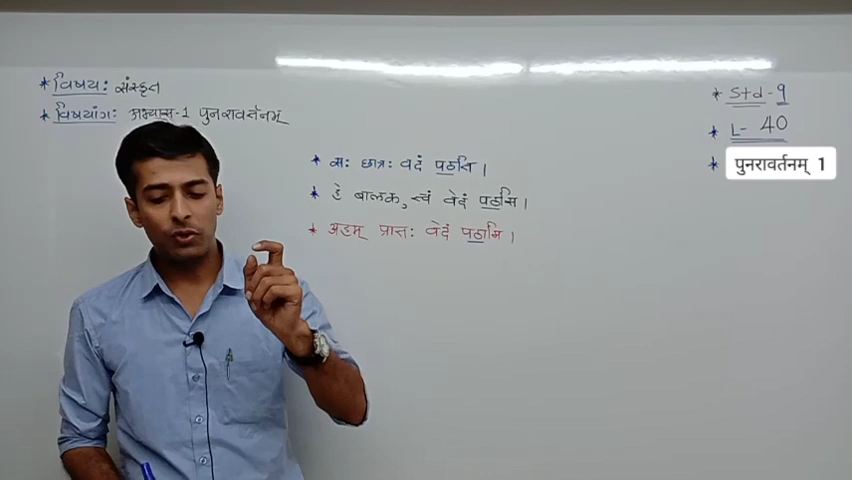 * विषय: संस्कृत
* विषयांग: अभ्यास-1 पुनरावर्तनम्
* सः छात्रः वेदं पठति ।
* हे बालक, त्वं वेदं पठसि ।
* अहम् प्रातः वेदं पठामि ।
* Std - 9
* L - 40
* पुनरावर्तनम् 1